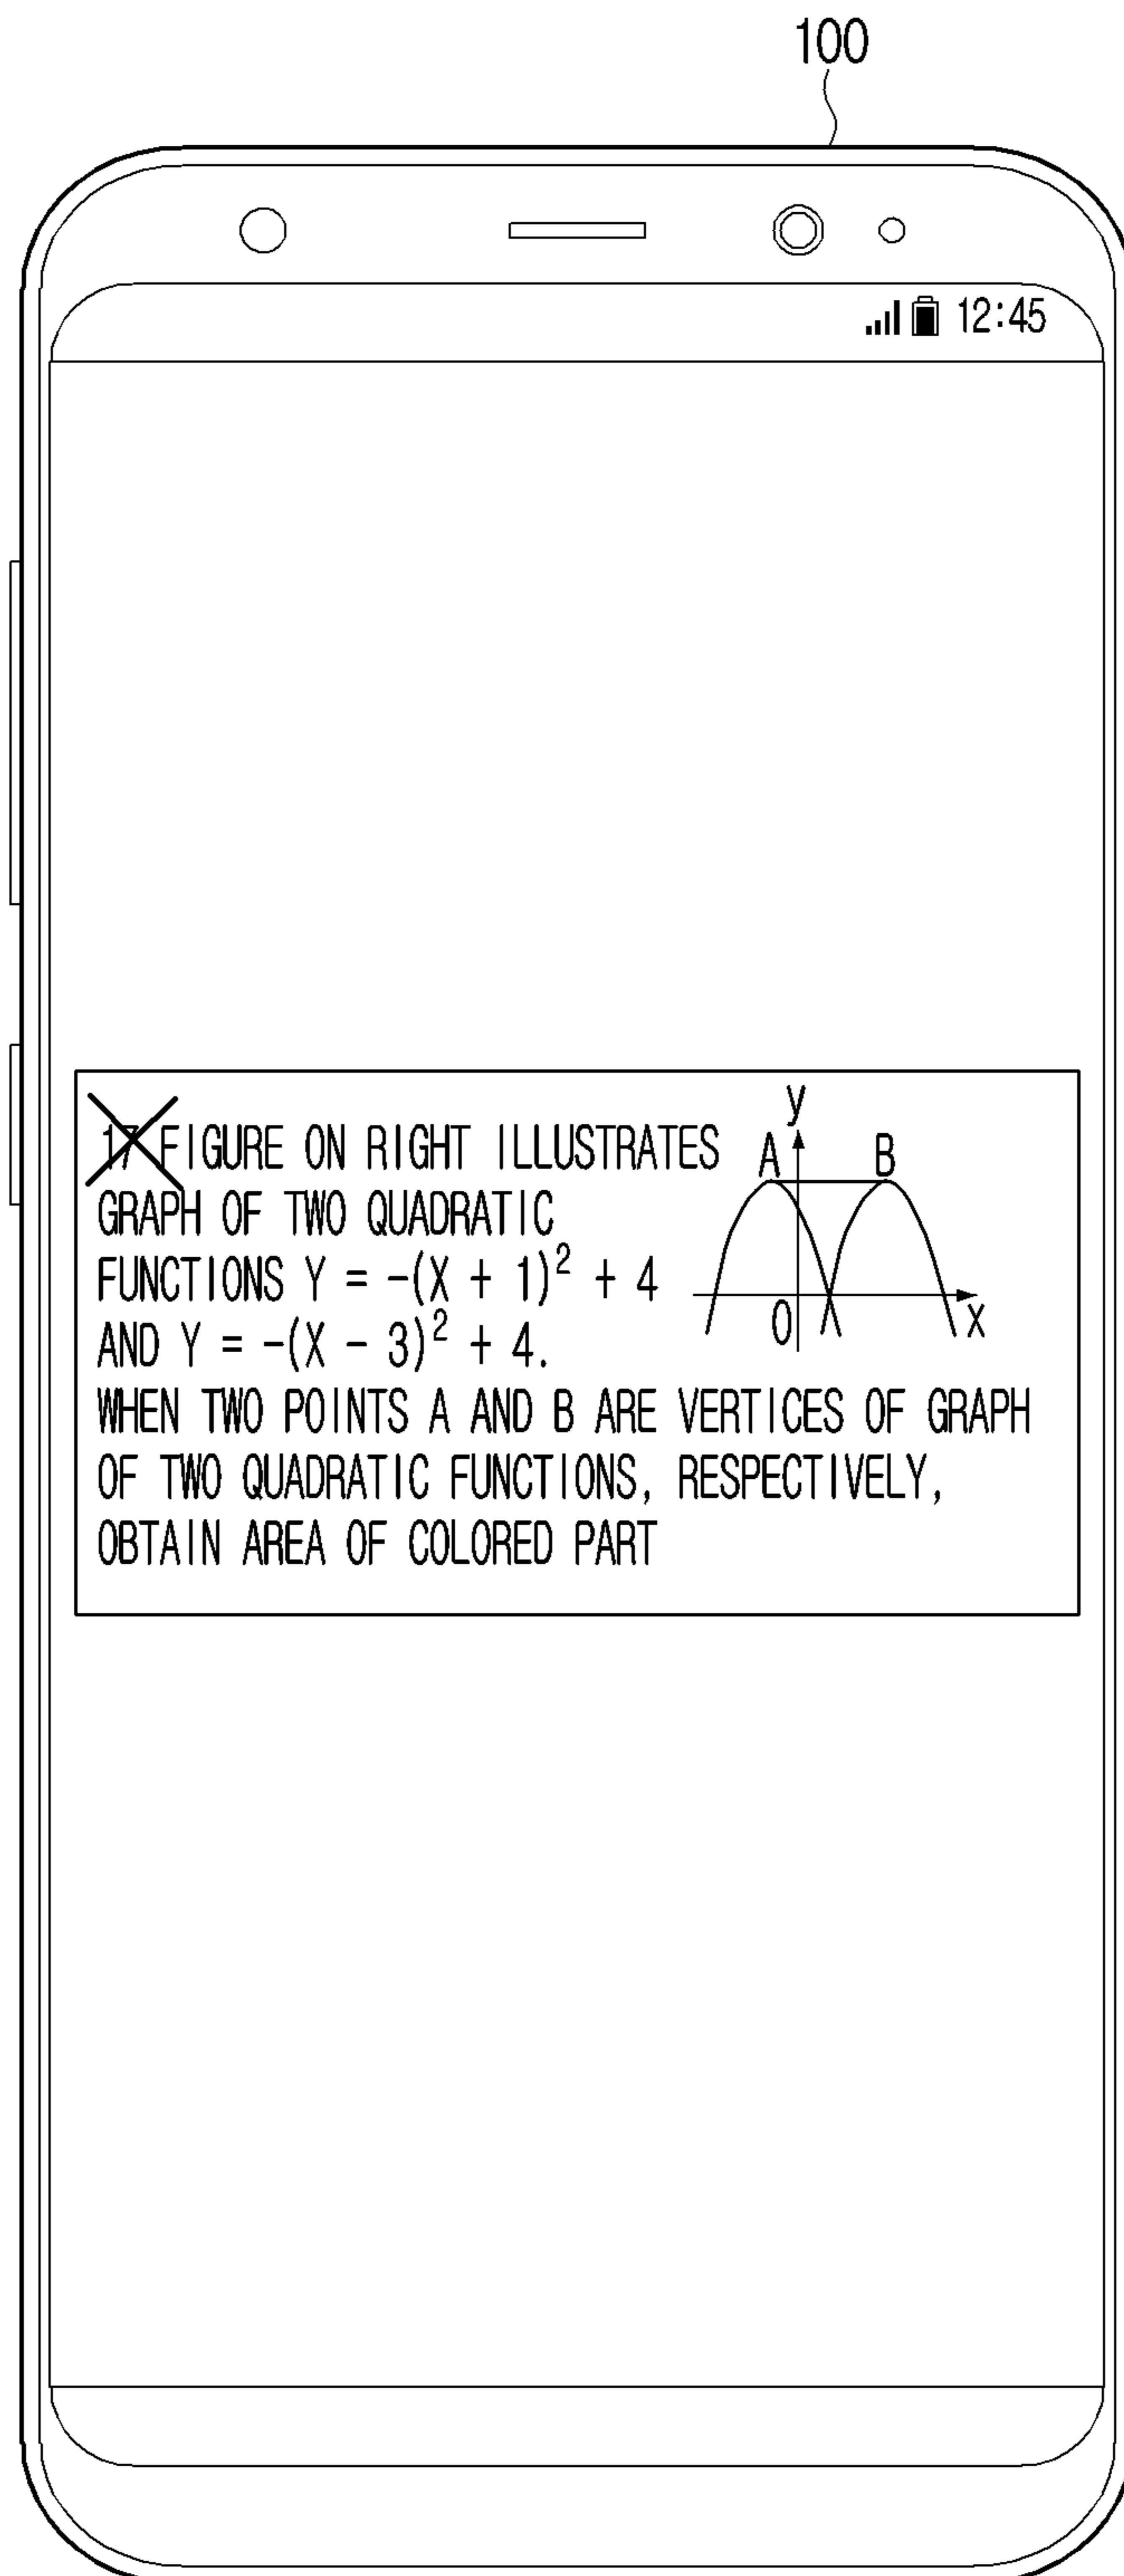 100
12:45
17 FIGURE ON RIGHT ILLUSTRATES
GRAPH OF TWO QUADRATIC
FUNCTIONS Y = -(X + 1)² + 4
AND Y = -(X - 3)² + 4.
WHEN TWO POINTS A AND B ARE VERTICES OF GRAPH
OF TWO QUADRATIC FUNCTIONS, RESPECTIVELY,
OBTAIN AREA OF COLORED PART
y
A
B
O
x